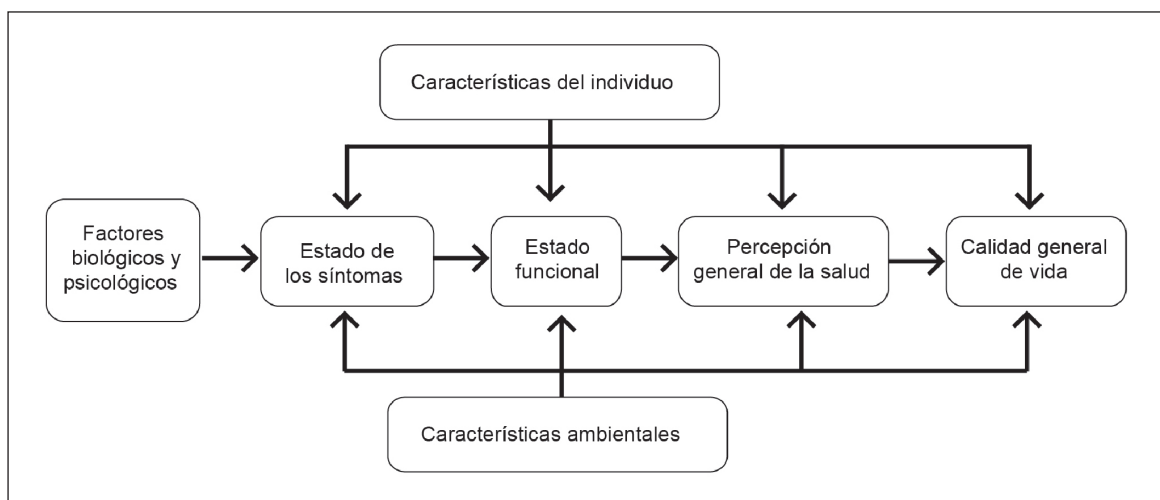 Características del individuo
Factores
biológicos y
psicológicos
Estado de
los síntomas
Estado
funcional
Percepción
general de la salud
Calidad general
de vida
Características ambientales